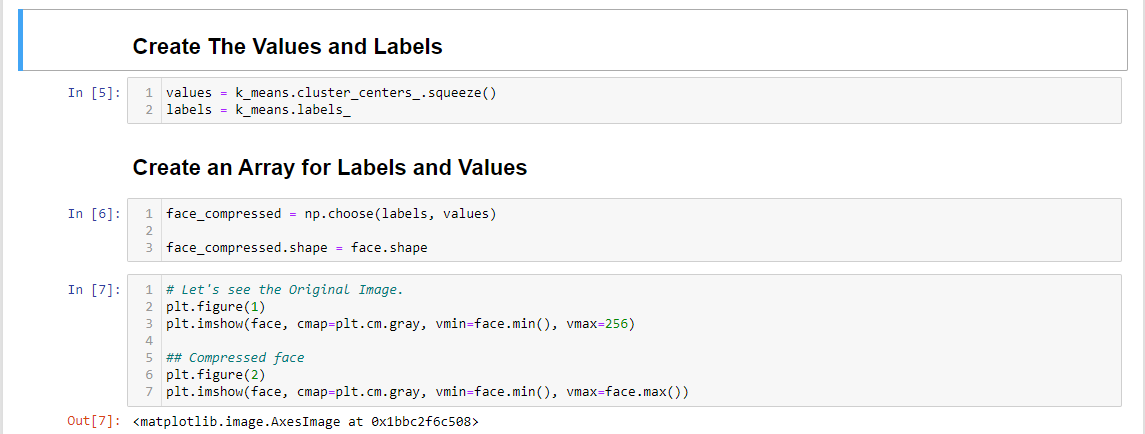 Create The Values and Labels
In [5]: 1 values = k_means.cluster_centers_.squeeze()
2 labels = k_means.labels_
Create an Array for Labels and Values
In [6]: 1 face_compressed = np.choose(labels, values)
2
3 face_compressed.shape = face.shape
In [7]: 1 # Let's see the Original Image.
2 plt.figure(1)
3 plt.imshow(face, cmap=plt.cm.gray, vmin=face.min(), vmax=256)
4
5 ## Compressed face
6 plt.figure(2)
7 plt.imshow(face, cmap=plt.cm.gray, vmin=face.min(), vmax=face.max())
Out[7]: <matplotlib.image.AxesImage at 0x1bbc2f6c508>